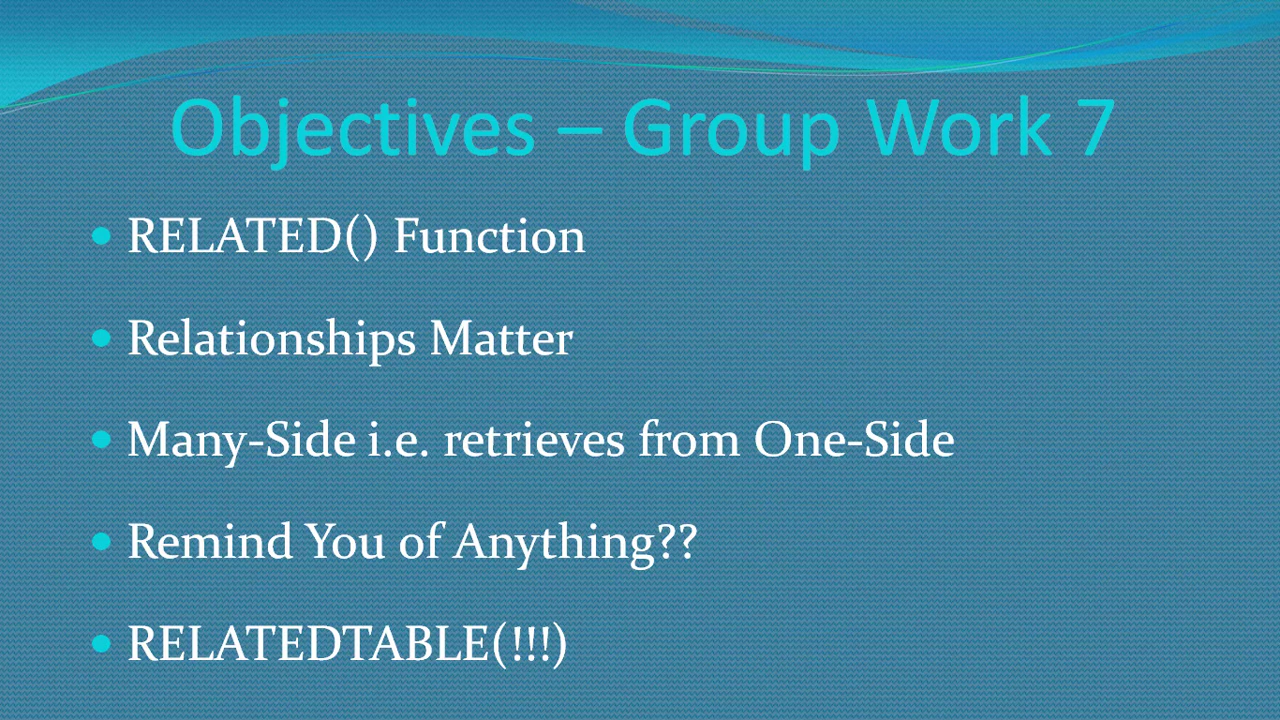 Objectives – Group Work 7
RELATED() Function
Relationships Matter
Many-Side i.e. retrieves from One-Side
Remind You of Anything??
RELATEDTABLE(!!!)